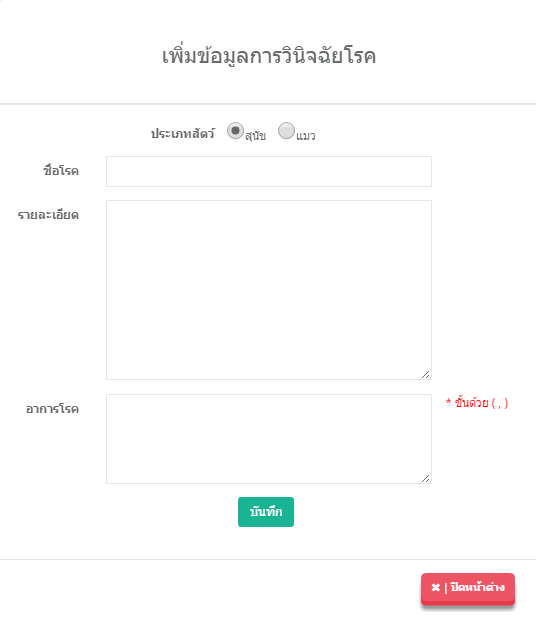 เพิ่มข้อมูลการวินิจฉัยโรค
ประเภทสัตว์ สุนัข แมว
ชื่อโรค
รายละเอียด
อาการโรค
* ขั้นด้วย ( , )
บันทึก
✖ | ปิดหน้าต่าง